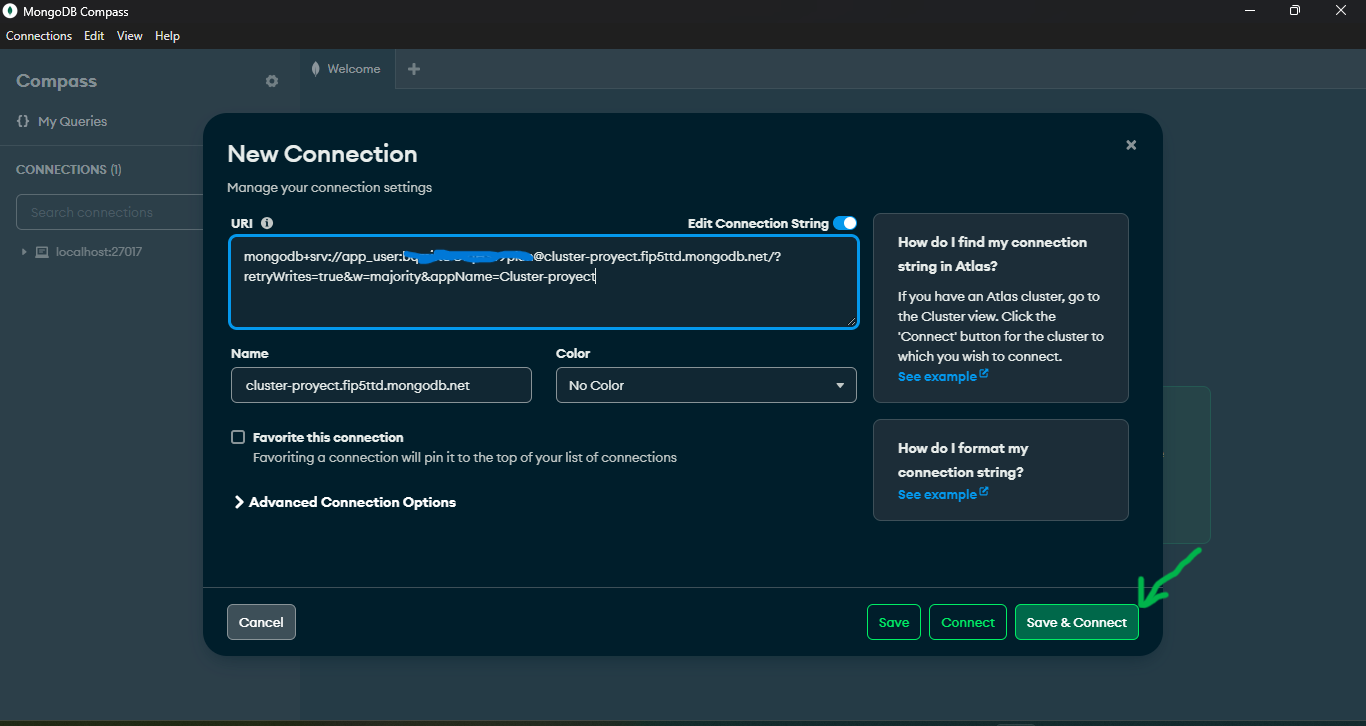 MongoDB Compass
Connections Edit View Help
Compass
Welcome
{} My Queries
CONNECTIONS (1)
Search connections
localhost:27017
New Connection
Manage your connection settings
URI
Edit Connection String
mongodb+srv://app_user:
@cluster-proyect.fip5ttd.mongodb.net/?
retryWrites=true&w=majority&appName=Cluster-proyect
Name
cluster-proyect.fip5ttd.mongodb.net
Color
No Color
Favorite this connection
Favoriting a connection will pin it to the top of your list of connections
Advanced Connection Options
How do I find my connection
string in Atlas?
If you have an Atlas cluster, go to
the Cluster view. Click the
'Connect' button for the cluster to
which you wish to connect.
See example
How do I format my
connection string?
See example
Cancel
Save
Connect
Save & Connect